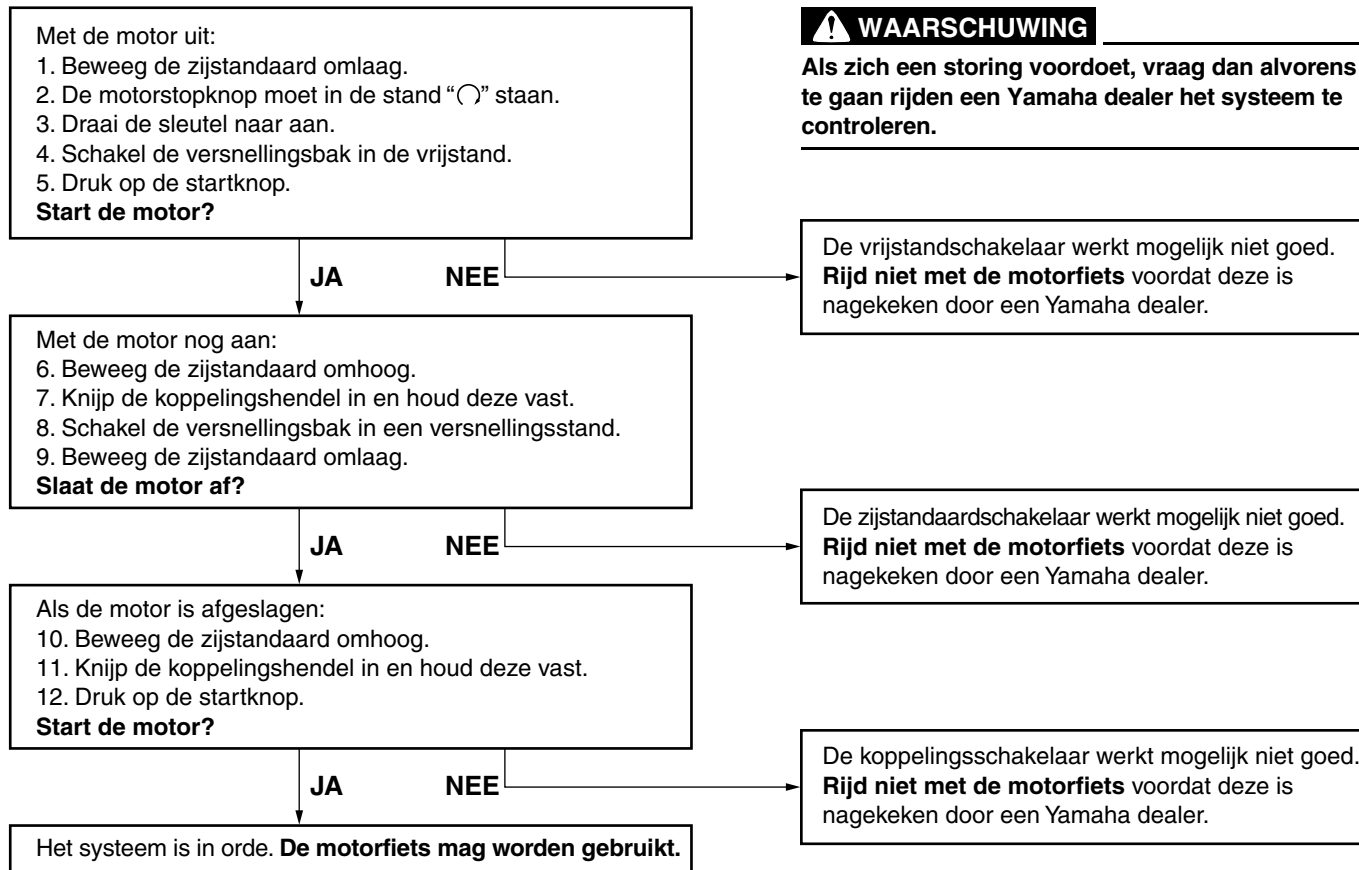 Met de motor uit:
1. Beweeg de zijstandaard omlaag.
2. De motorstopknop moet in de stand “○” staan.
3. Draai de sleutel naar aan.
4. Schakel de versnellingsbak in de vrijstand.
5. Druk op de startknop.
Start de motor?
WAARSCHUWING
Als zich een storing voordoet, vraag dan alvorens
te gaan rijden een Yamaha dealer het systeem te
controleren.
JA NEE
De vrijstandschakelaar werkt mogelijk niet goed.
Rijd niet met de motorfiets voordat deze is
nagekeken door een Yamaha dealer.
Met de motor nog aan:
6. Beweeg de zijstandaard omhoog.
7. Knijp de koppelingshendel in en houd deze vast.
8. Schakel de versnellingsbak in een versnellingsstand.
9. Beweeg de zijstandaard omlaag.
Slaat de motor af?
JA NEE
De zijstandaardschakelaar werkt mogelijk niet goed.
Rijd niet met de motorfiets voordat deze is
nagekeken door een Yamaha dealer.
Als de motor is afgeslagen:
10. Beweeg de zijstandaard omhoog.
11. Knijp de koppelingshendel in en houd deze vast.
12. Druk op de startknop.
Start de motor?
JA NEE
De koppelingsschakelaar werkt mogelijk niet goed.
Rijd niet met de motorfiets voordat deze is
nagekeken door een Yamaha dealer.
Het systeem is in orde. De motorfiets mag worden gebruikt.